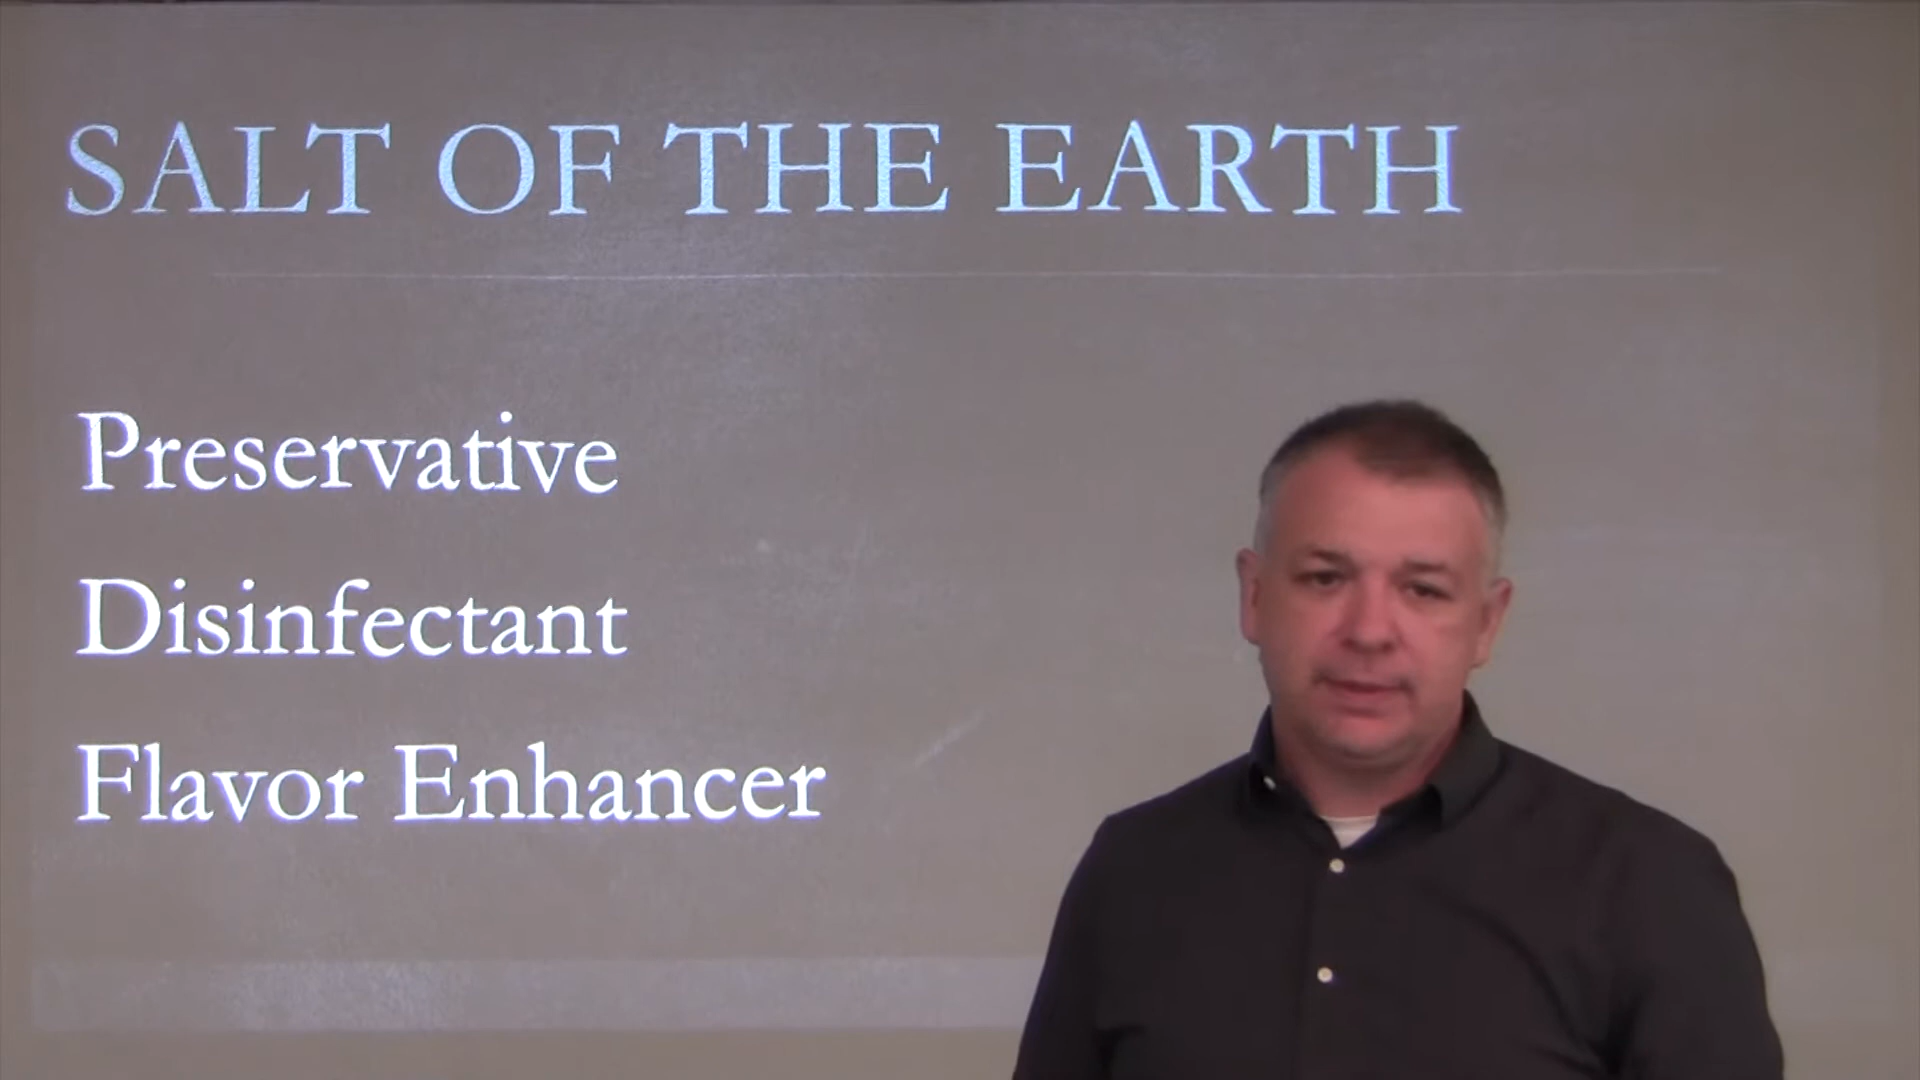 SALT OF THE EARTH
Preservative
Disinfectant
Flavor Enhancer